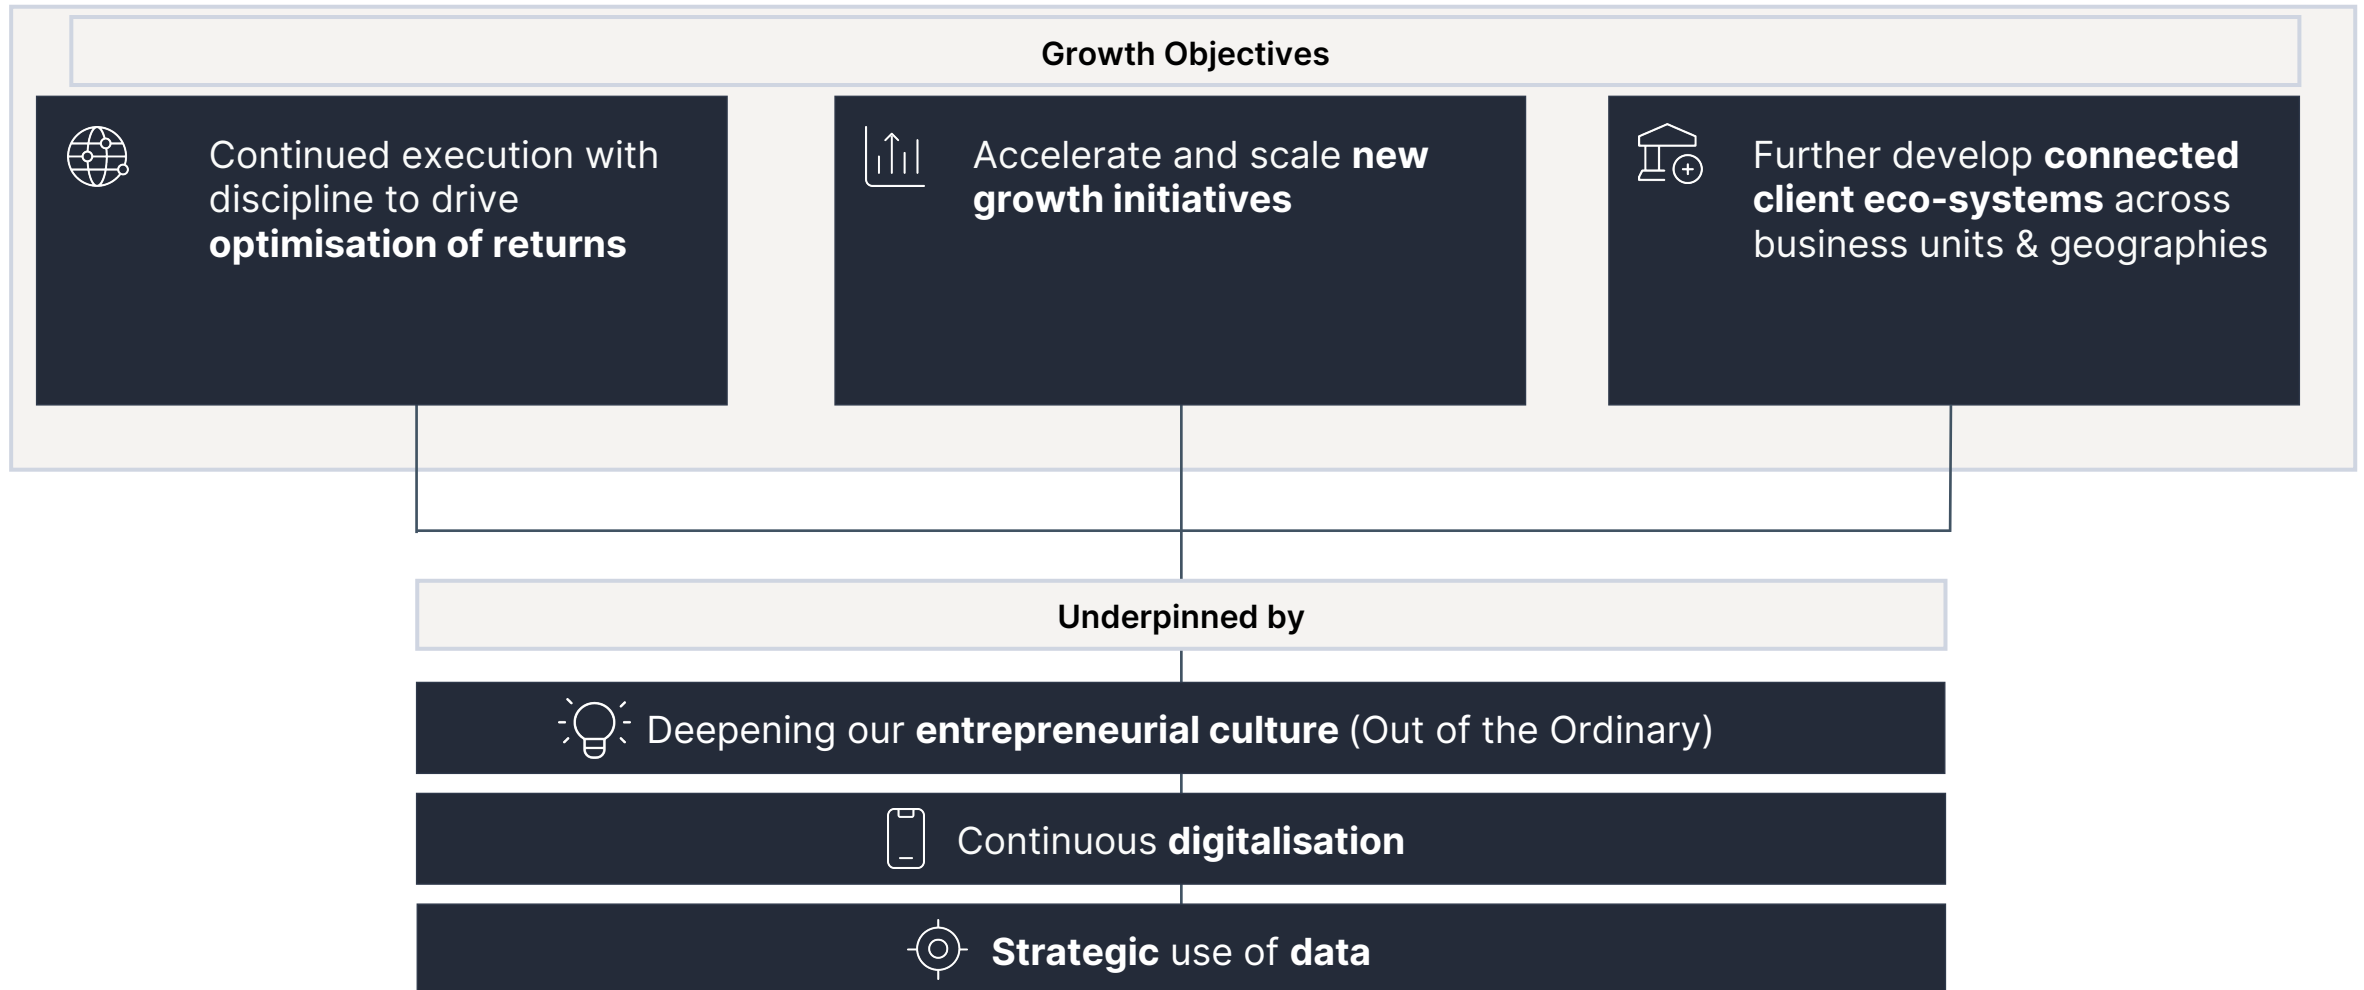 Growth Objectives
Continued execution with
discipline to drive
optimisation of returns
Accelerate and scale new
growth initiatives
Further develop connected
client eco-systems across
business units & geographies
Underpinned by
Deepening our entrepreneurial culture (Out of the Ordinary)
Continuous digitalisation
Strategic use of data